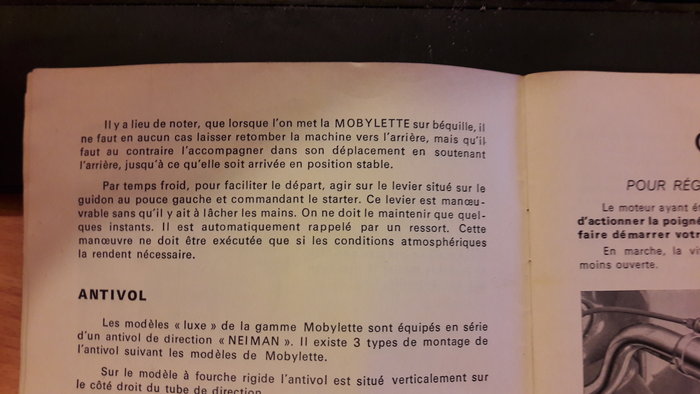 Il y a lieu de noter, que lorsque l'on met la MOBYLETTE sur béquille, il
ne faut en aucun cas laisser retomber la machine vers l'arrière, mais qu'il
faut au contraire l'accompagner dans son déplacement en soutenant
l'arrière, jusqu'à ce qu'elle soit arrivée en position stable.
Par temps froid, pour faciliter le départ, agir sur le levier situé sur le
guidon au pouce gauche et commandant le starter. Ce levier est manœu-
vrable sans qu'il y ait à lâcher les mains. On ne doit le maintenir que quel-
ques instants. Il est automatiquement rappelé par un ressort. Cette
manœuvre ne doit être exécutée que si les conditions atmosphériques
la rendent nécessaire.
ANTIVOL
Les modèles « luxe » de la gamme Mobylette sont équipés en série
d'un antivol de direction « NEIMAN ». Il existe 3 types de montage de
l'antivol suivant les modèles de Mobylette.
Sur le modèle à fourche rigide l'antivol est situé verticalement sur
le côté droit du tube de direction.
POUR RÉG
Le moteur ayant ét
d'actionner la poigné
faire démarrer votr
En marche, la vi
moins ouverte.